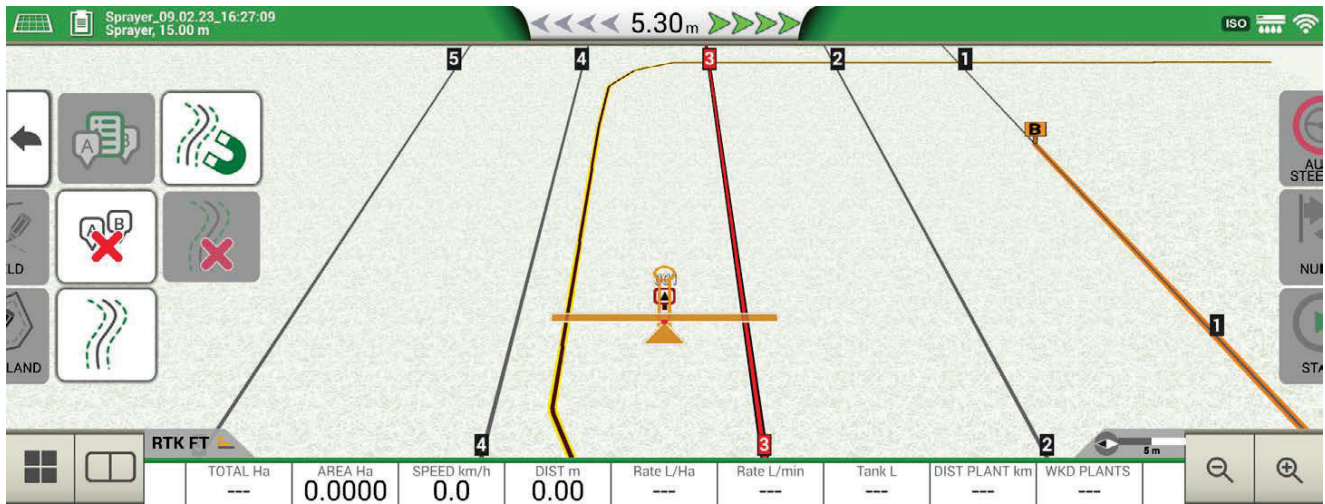 Sprayer_09.02.23_16:27:09
Sprayer, 15.00 m
5.30 m
ISO
5
4
3
2
1
A
B
B
AU
STEE
A
B
LD
NU
1
LAND
STA
RTK FT
4
3
2
5 m
TOTAL Ha
---
AREA Ha
0.0000
SPEED km/h
0.0
DIST m
0.00
Rate L/Ha
---
Rate L/min
---
Tank L
---
DIST PLANT km
---
WKD PLANTS
---